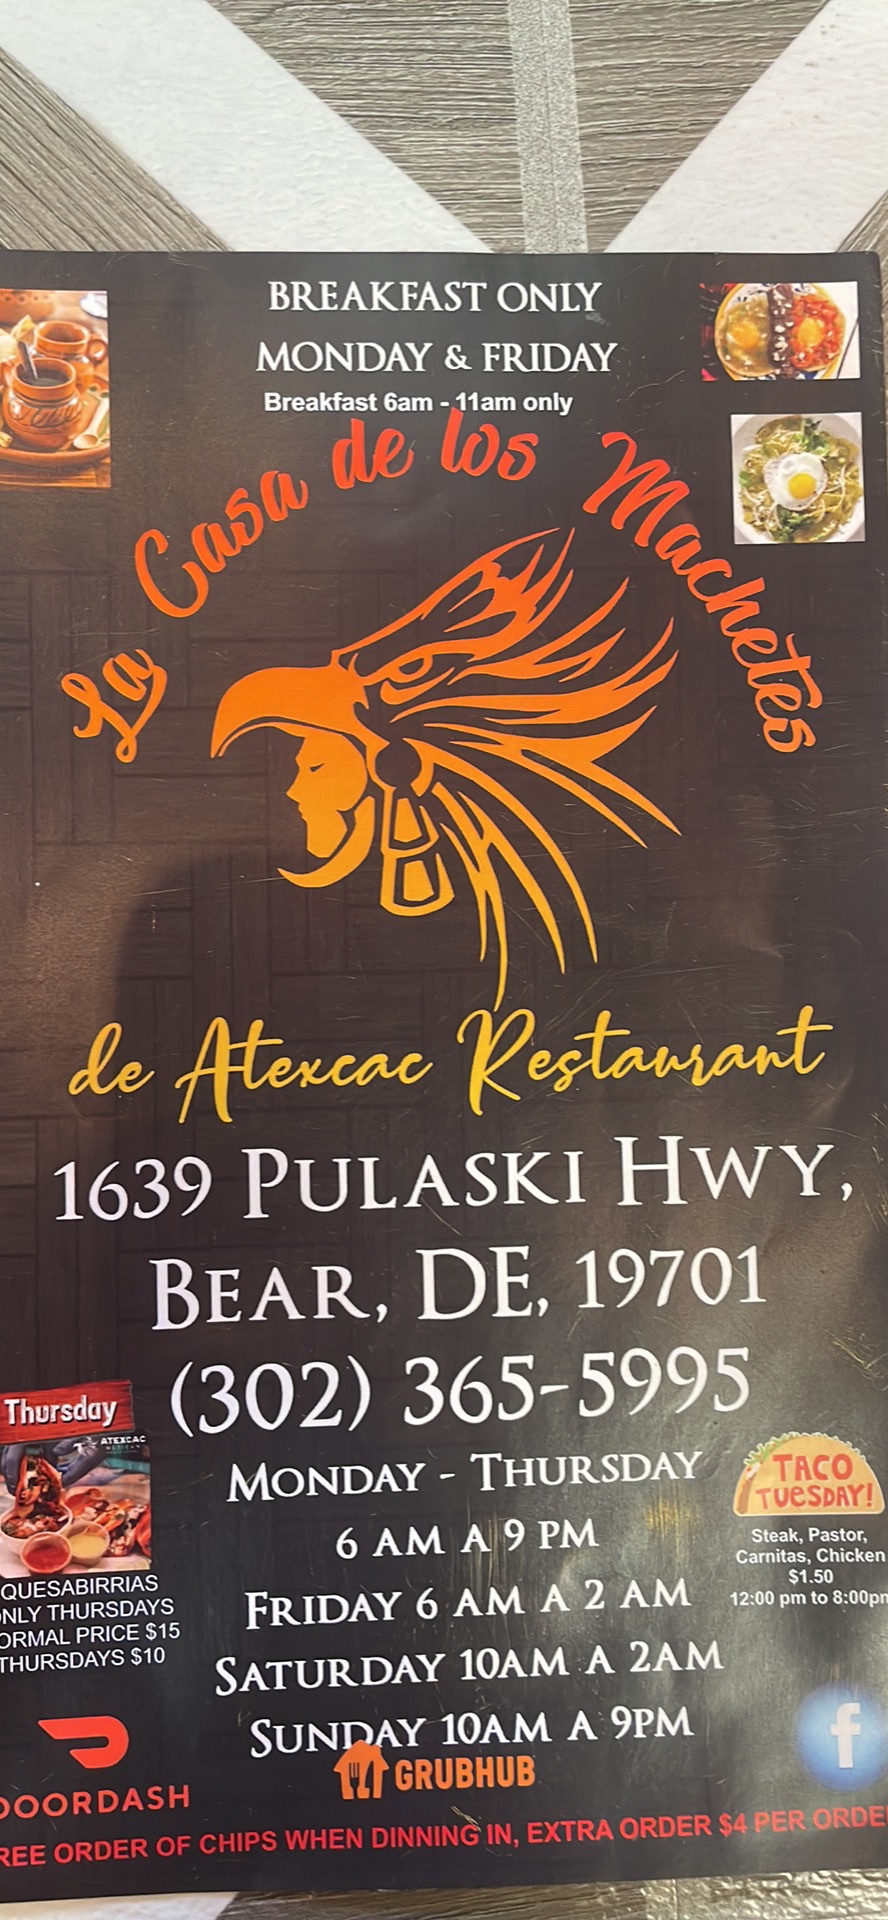 BREAKFAST ONLY
MONDAY & FRIDAY
Breakfast 6am - 11am only
La Casa de los Machetes
de Atexcac Restaurant
1639 PULASKI HWY,
BEAR, DE, 19701
(302) 365-5995
Thursday
ATEXCAC
QUESABIRRIAS
NLY THURSDAYS
ORMAL PRICE $15
THURSDAYS $10
MONDAY - THURSDAY
6 AM A 9 PM
FRIDAY 6 AM A 2 AM
SATURDAY 10AM A 2AM
SUNDAY 10AM A 9PM
TACO
TUESDAY!
Steak, Pastor,
Carnitas, Chicken
$1.50
12:00 pm to 8:00pm
DOORDASH
GRUBHUB
f
REE ORDER OF CHIPS WHEN DINNING IN, EXTRA ORDER $4 PER ORDE